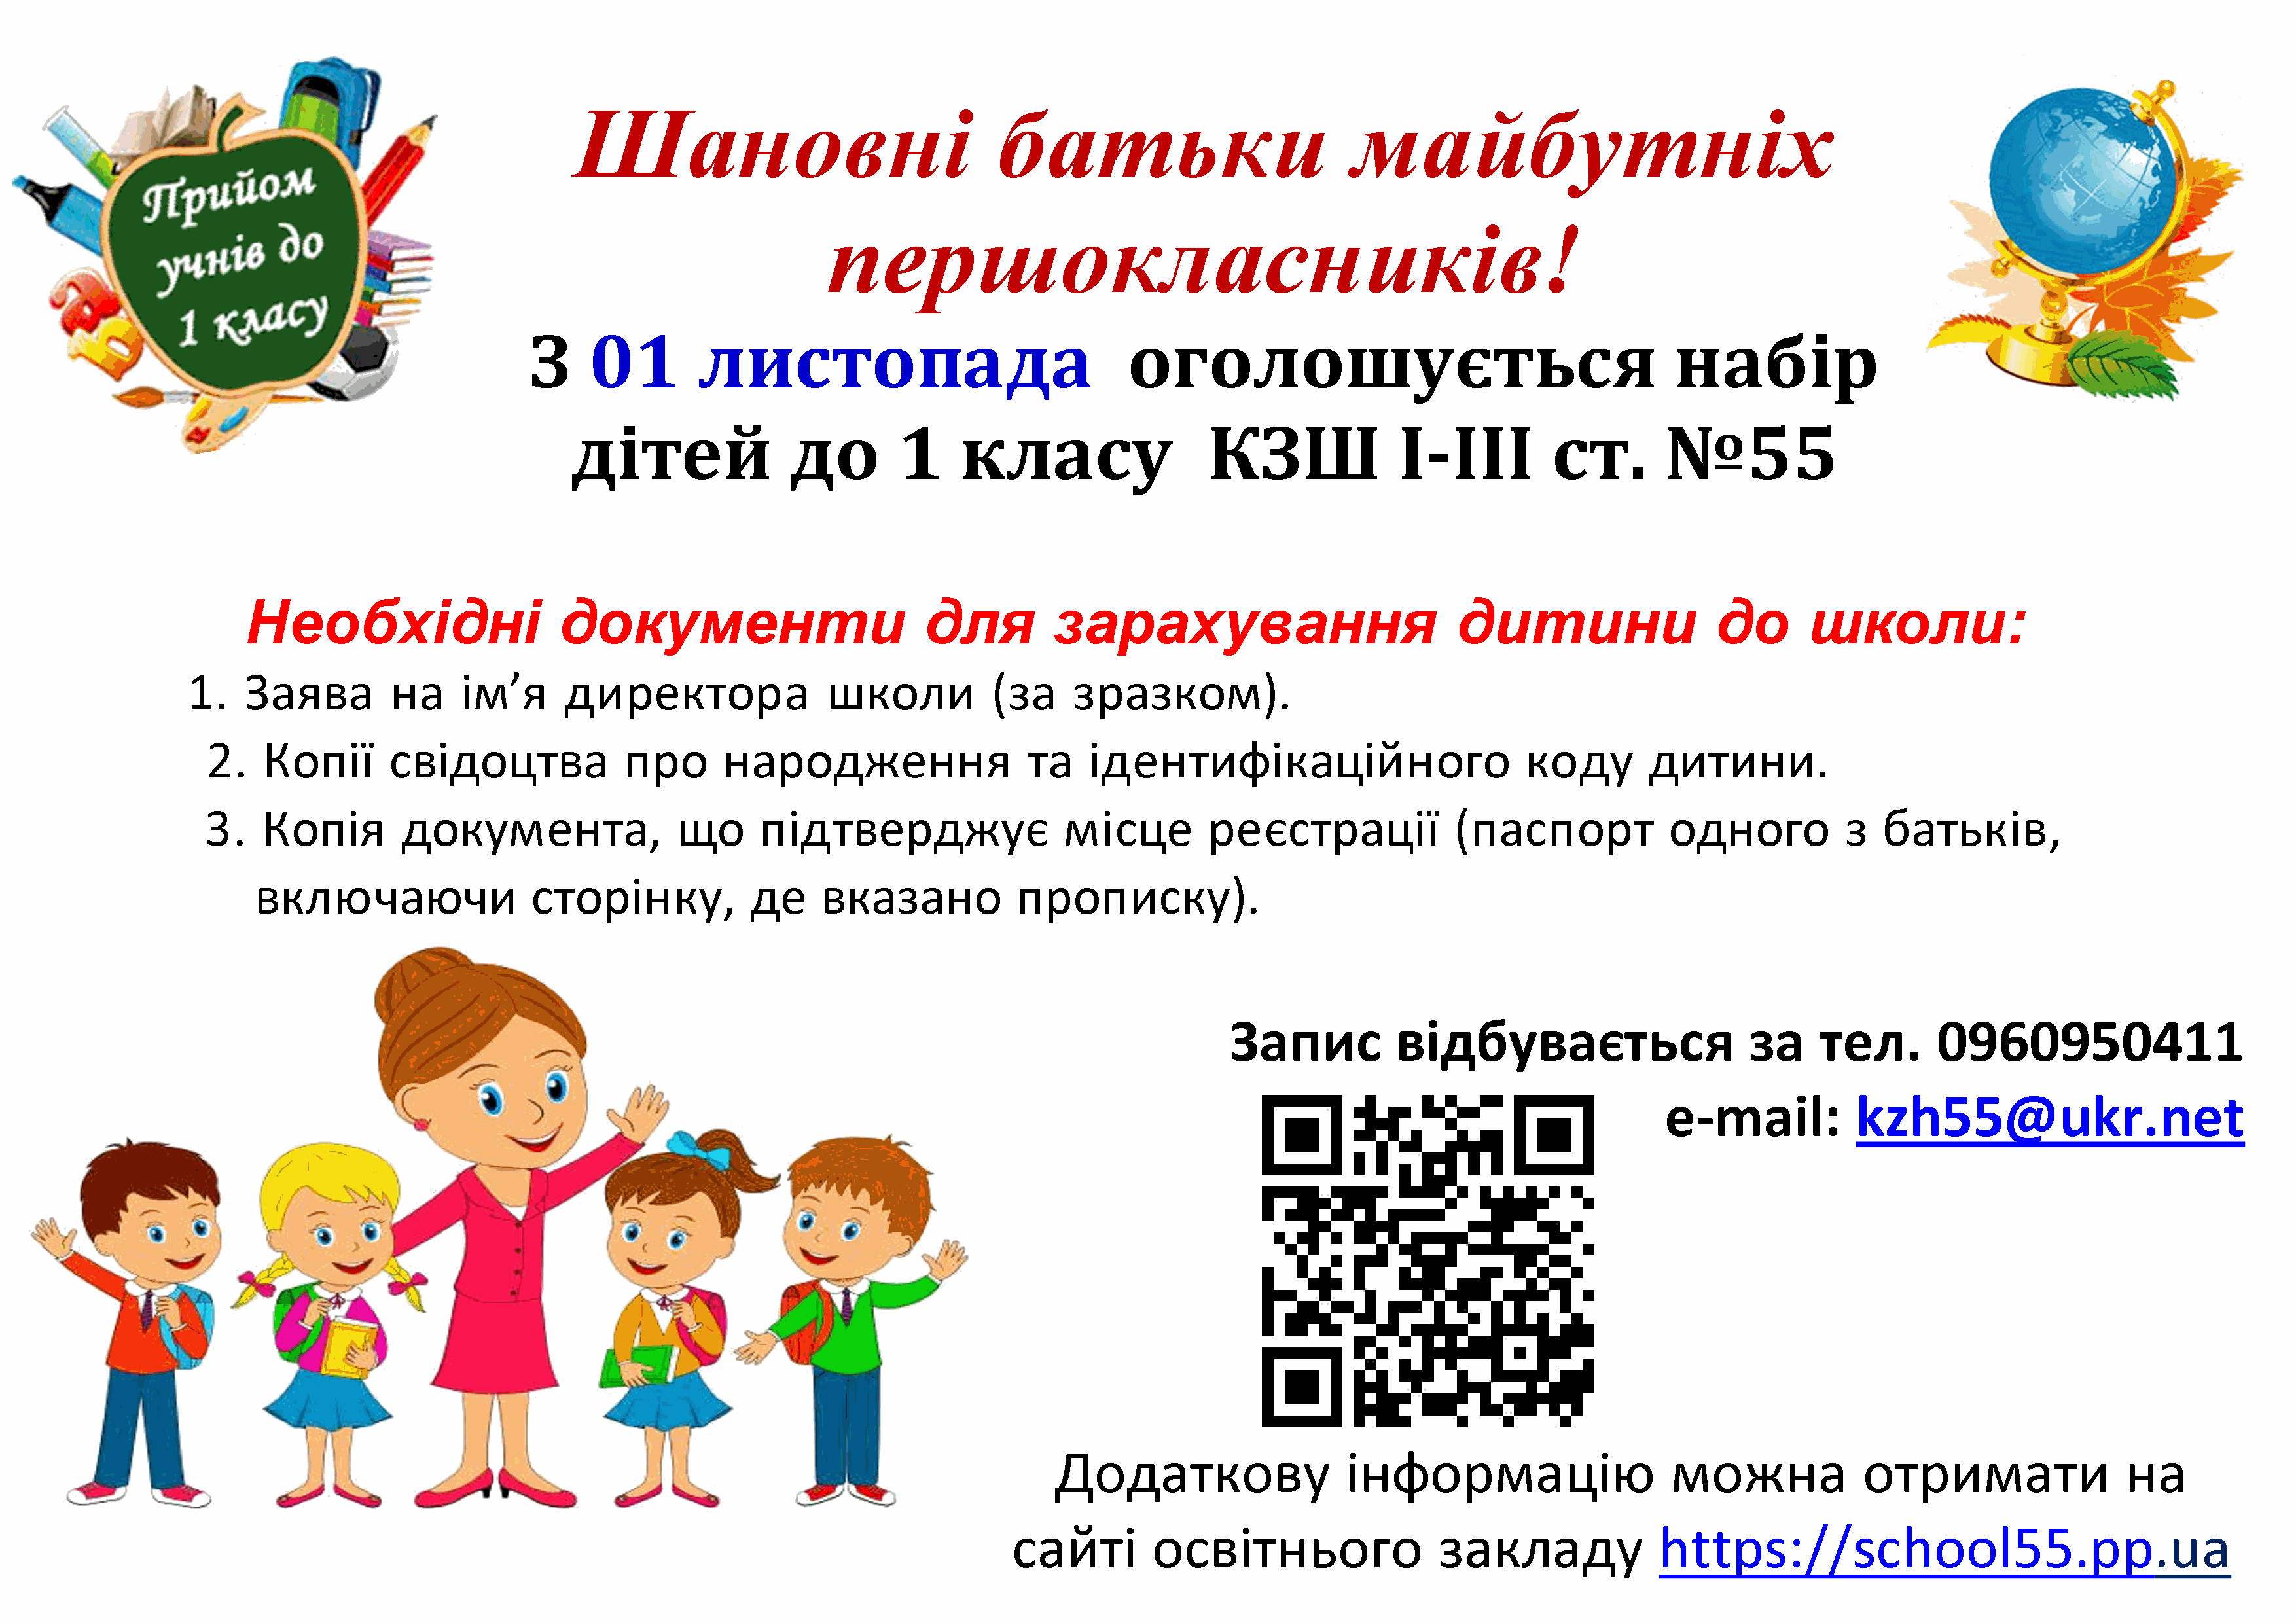 Прийом
учнів до
1 класу
Шановні батьки майбутніх
першокласників!
З 01 листопада оголошується набір
дітей до 1 класу КЗШ І-ІІІ ст. №55
Необхідні документи для зарахування дитини до школи:
1. Заява на ім’я директора школи (за зразком).
2. Копії свідоцтва про народження та ідентифікаційного коду дитини.
3. Копія документа, що підтверджує місце реєстрації (паспорт одного з батьків,
включаючи сторінку, де вказано прописку).
Запис відбувається за тел. 0960950411
e-mail: kzh55@ukr.net
Додаткову інформацію можна отримати на
сайті освітнього закладу https://school55.pp.ua